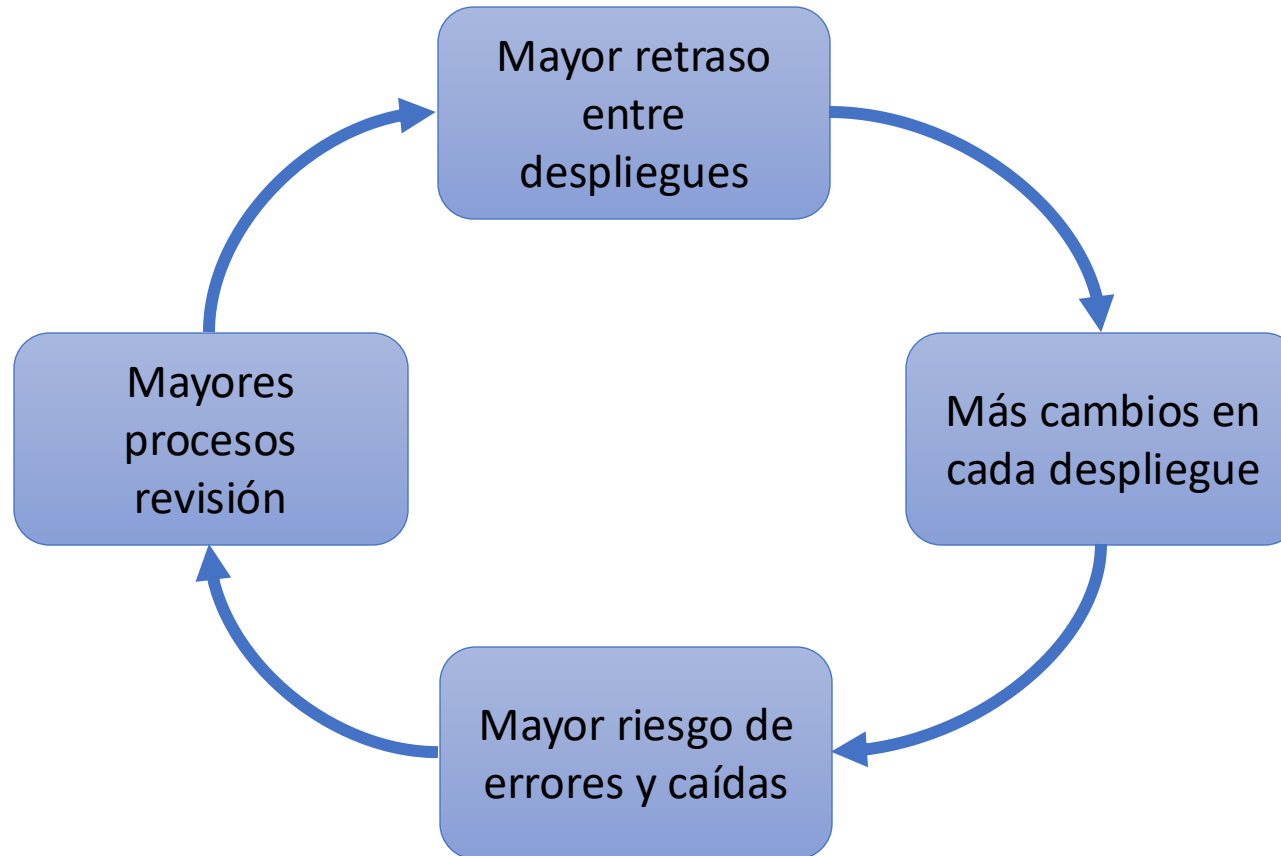 Mayor retraso
entre
despliegues
Más cambios en
cada despliegue
Mayor riesgo de
errores y caídas
Mayores
procesos
revisión